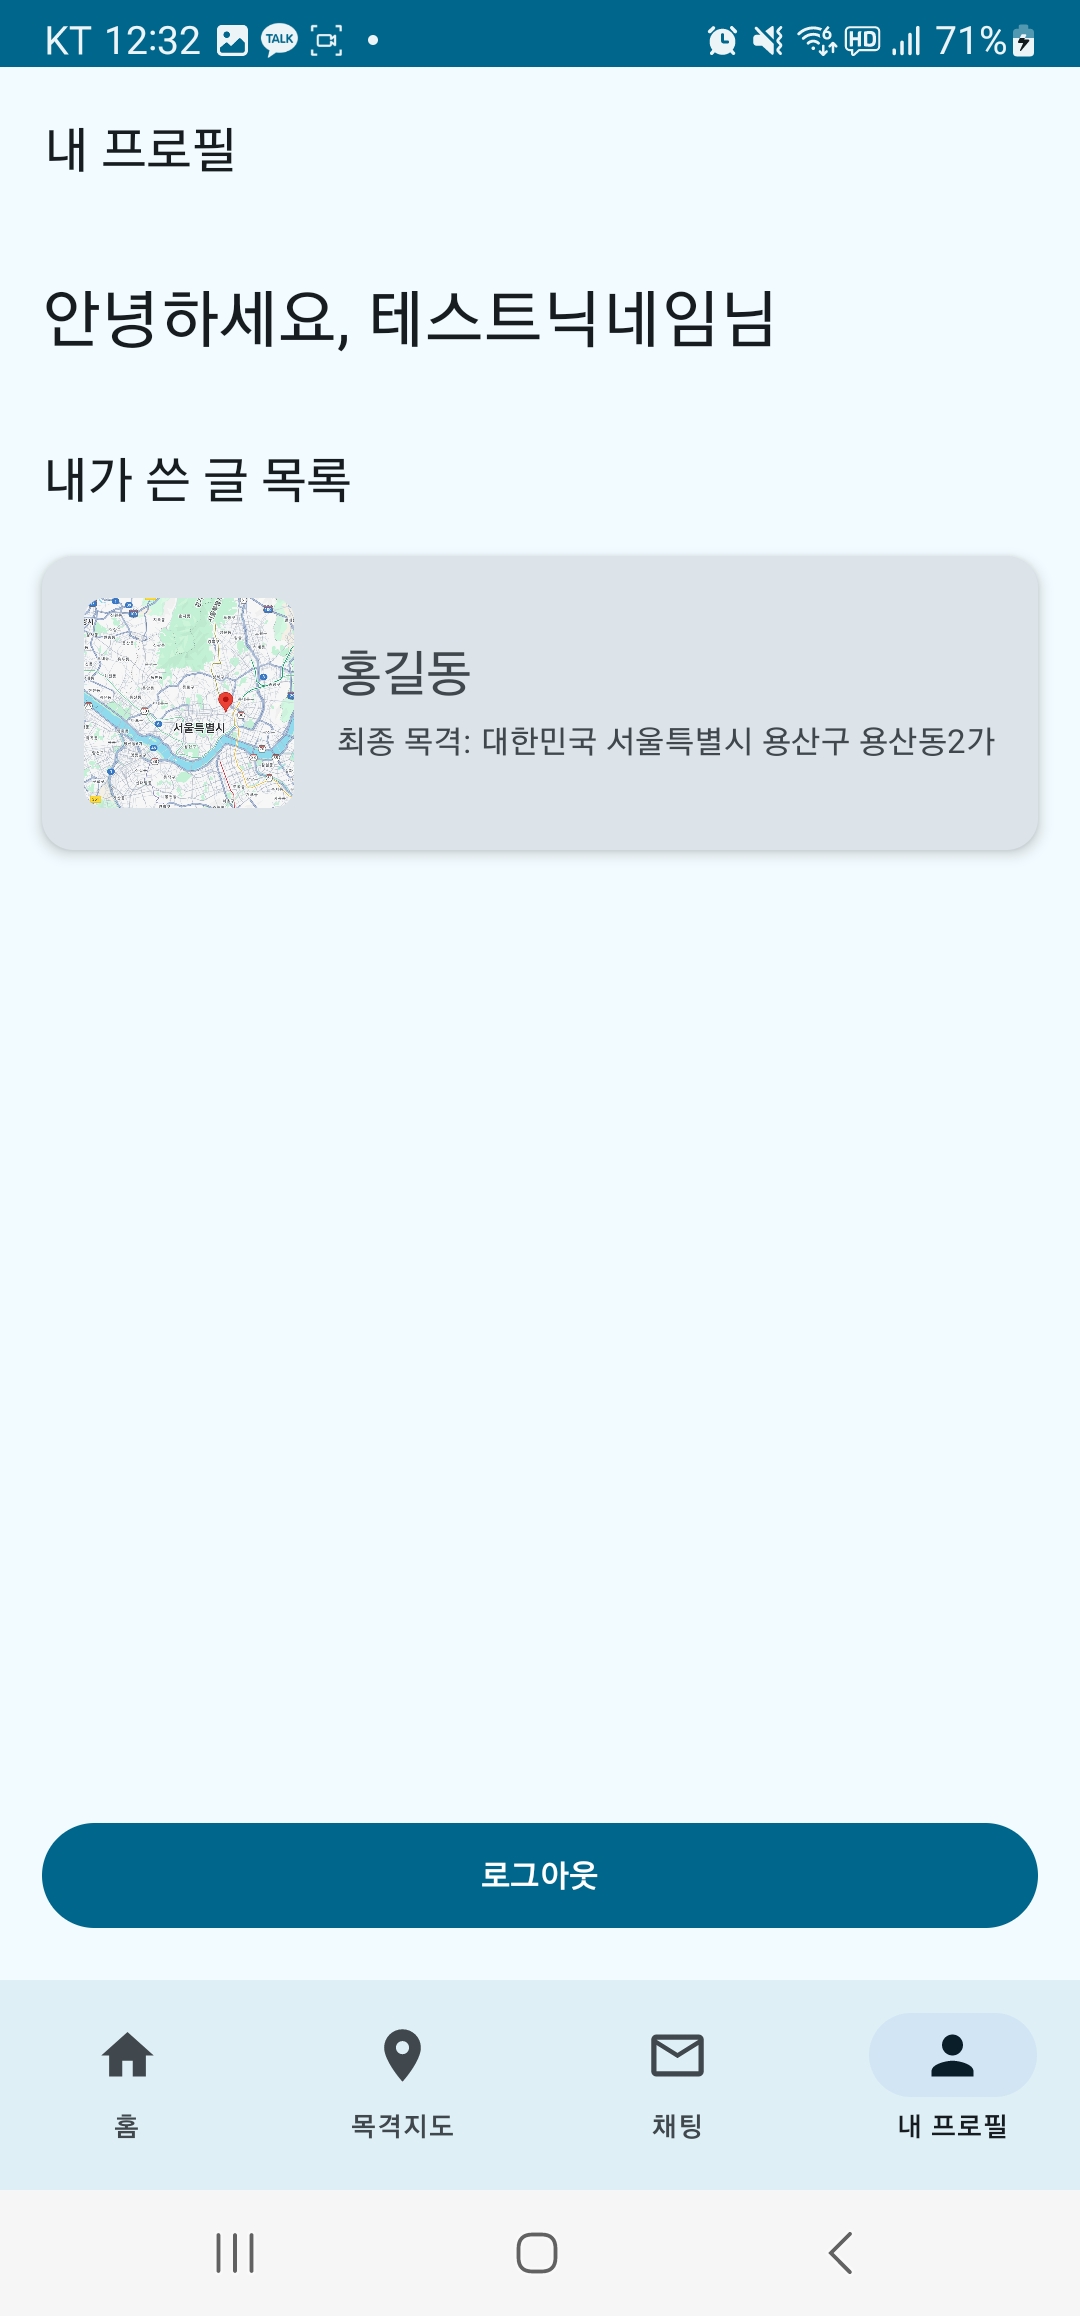 KT 12:32 TALK 6 HD 71%
내 프로필
안녕하세요, 테스트닉네임님
내가 쓴 글 목록
서울특별시
홍길동
최종 목격: 대한민국 서울특별시 용산구 용산동2가
로그아웃
홈 목격지도 채팅 내 프로필